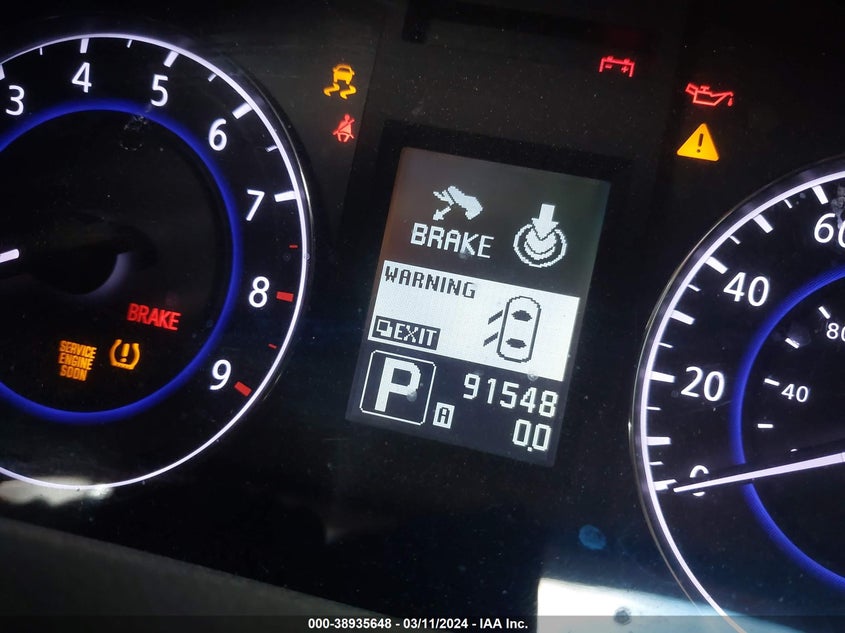 3
4
5
6
7
8
9
BRAKE
SERVICE
ENGINE
SOON
BRAKE
WARNING
EXIT
P
A
91548
0.0
0
20
40
60
40
80
000-38935648 - 03/11/2024 - IAA Inc.